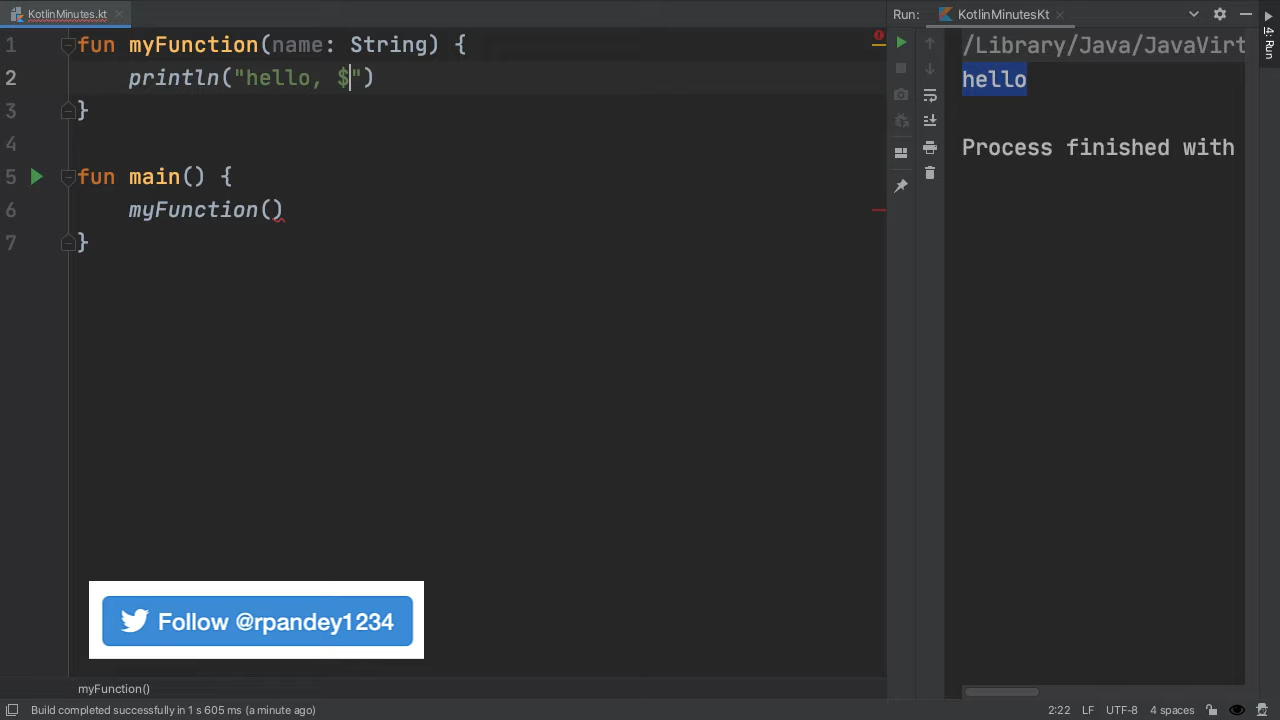 KotlinMinutes.kt
Run: KotlinMinutesKt
1 fun myFunction(name: String) {
2 println("hello, $")
3 }
4
5 fun main() {
6 myFunction()
7 }
/Library/Java/JavaVirt
hello
Process finished with
4: Run
Follow @rpandey1234
myFunction()
Build completed successfully in 1 s 605 ms (a minute ago)
2:22 LF UTF-8 4 spaces